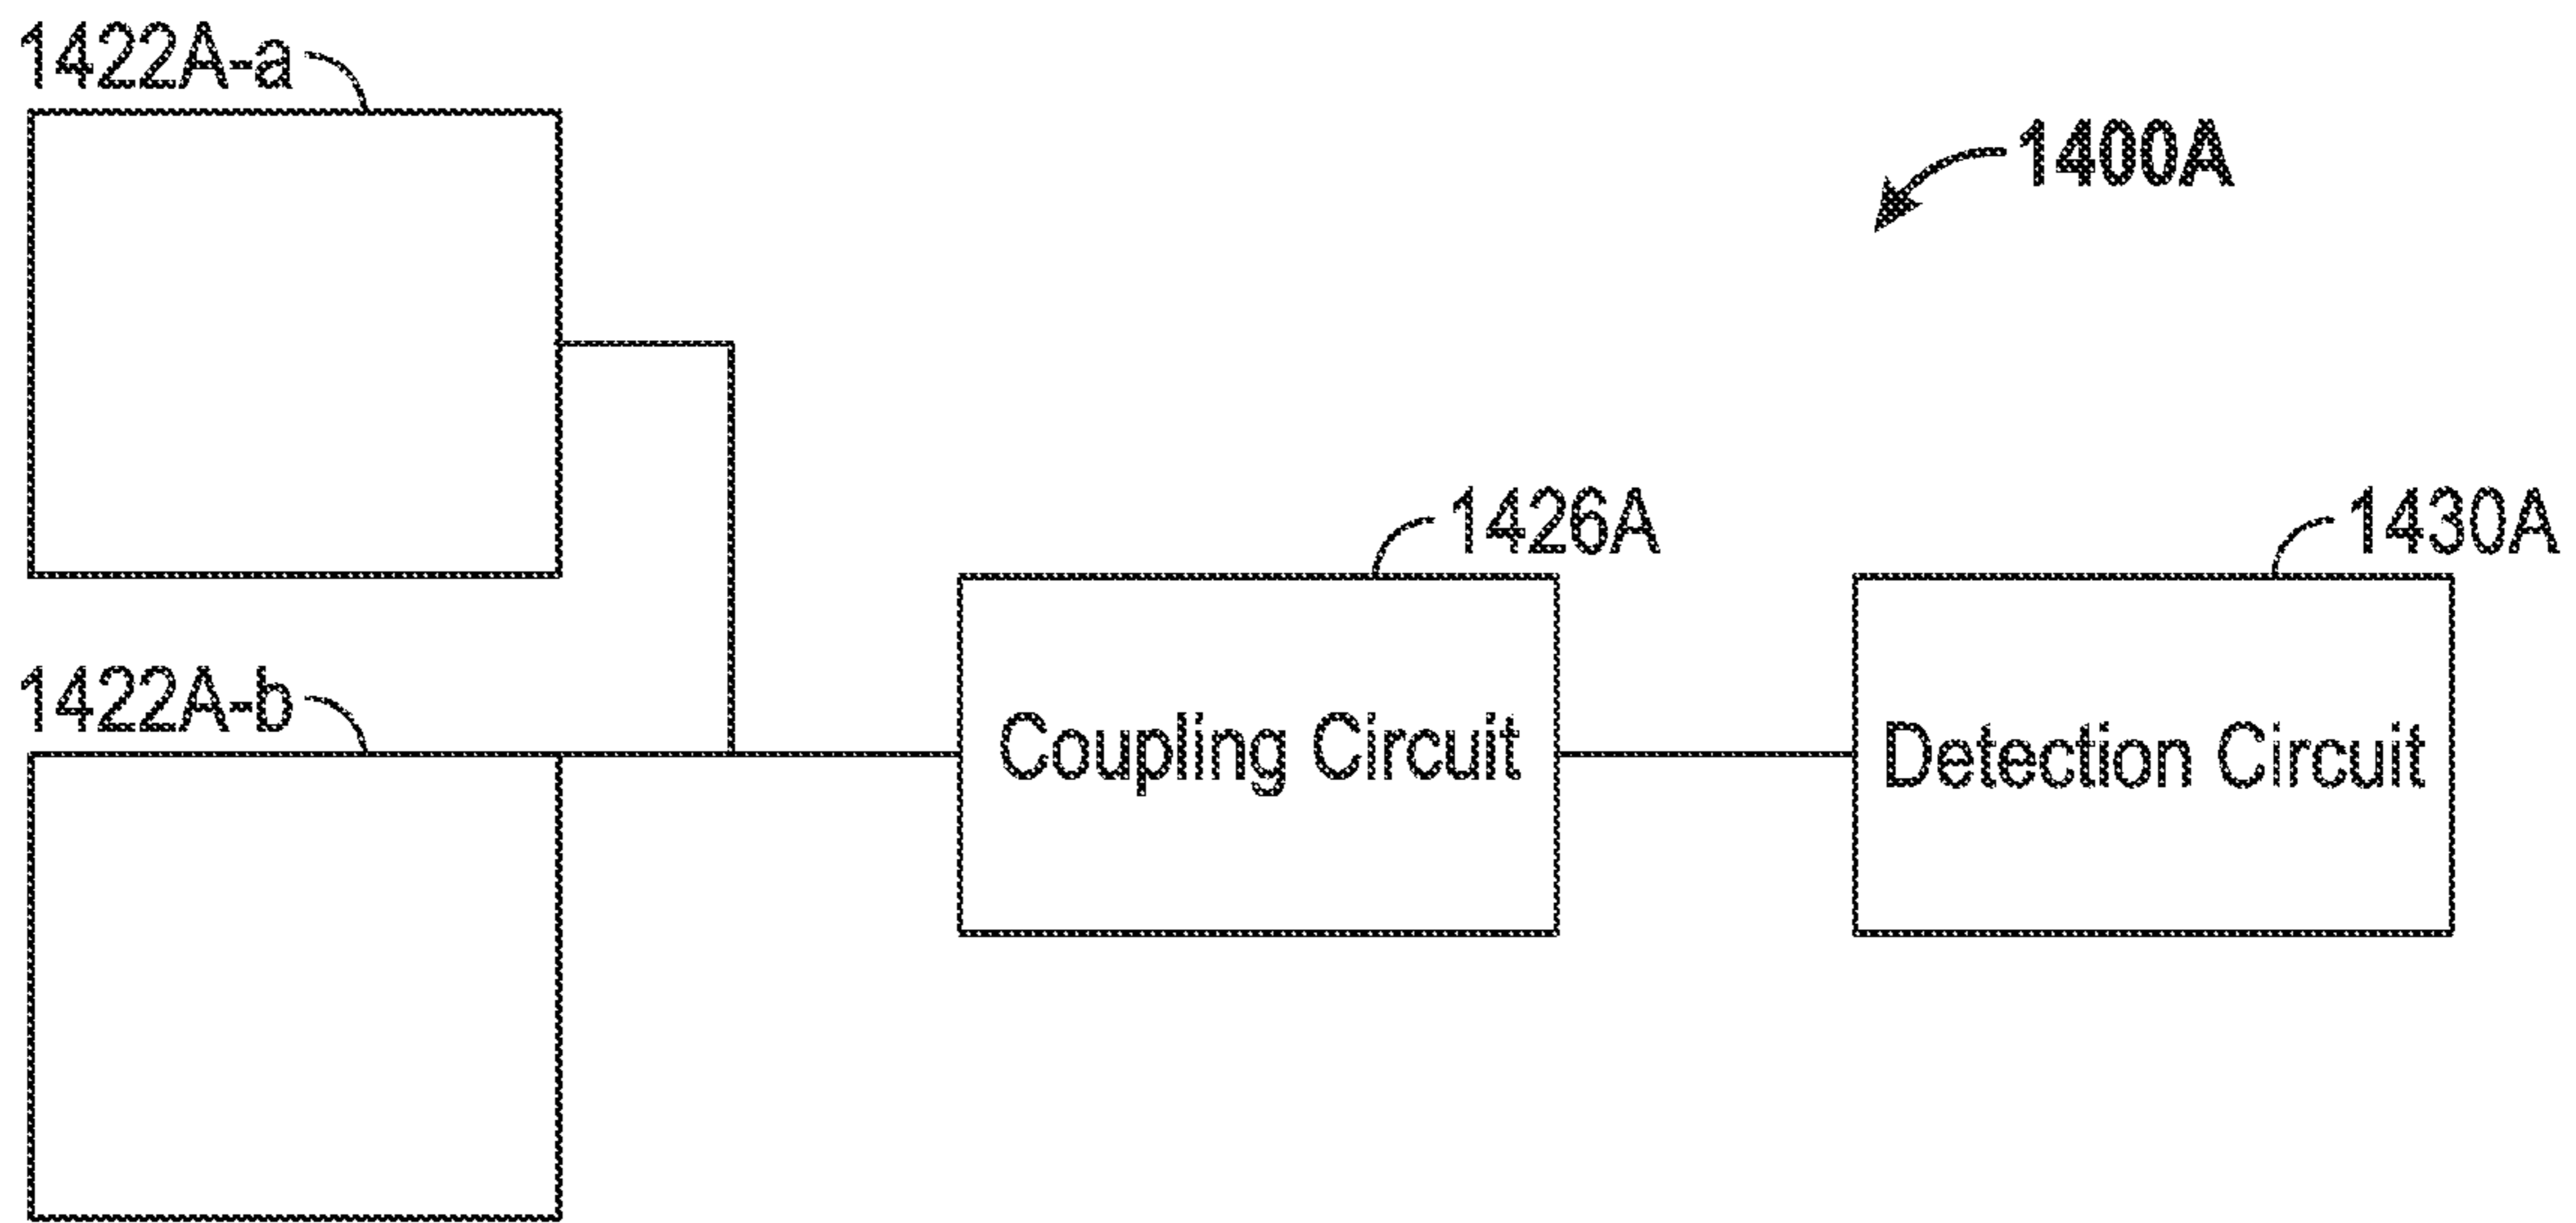 1422A-a
1400A
1426A
1430A
1422A-b
Coupling Circuit
Detection Circuit